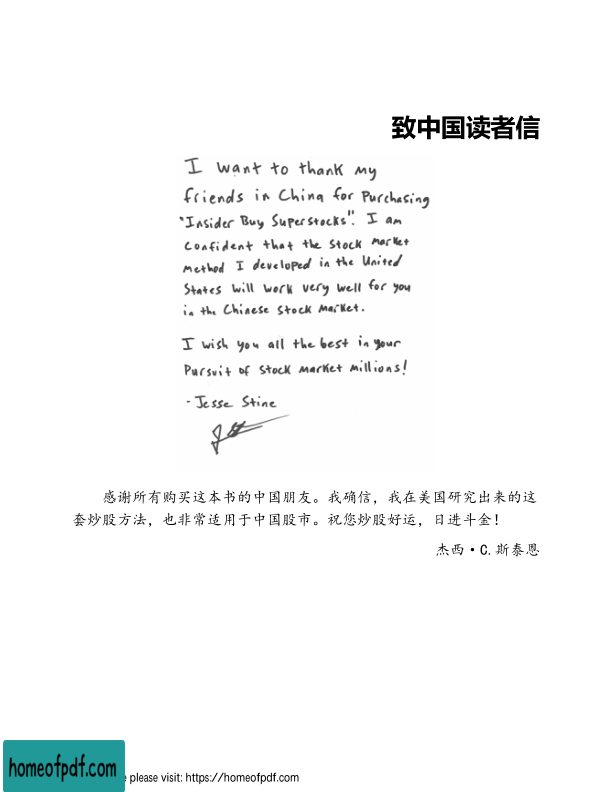 致中国读者信
I want to thank my
friends in China for Purchasing
"Insider Buy Superstocks". I am
confident that the stock market
method I developed in the United
States will work very well for you
in the Chinese stock market.
I wish you all the best in your
Pursuit of stock market millions!
- Jesse Stine
感谢所有购买这本书的中国朋友。我确信，我在美国研究出来的这
套炒股方法，也非常适用于中国股市。祝您炒股好运，日进斗金！
杰西·C.斯泰恩
homeofpdf.com
e please visit: https://homeofpdf.com